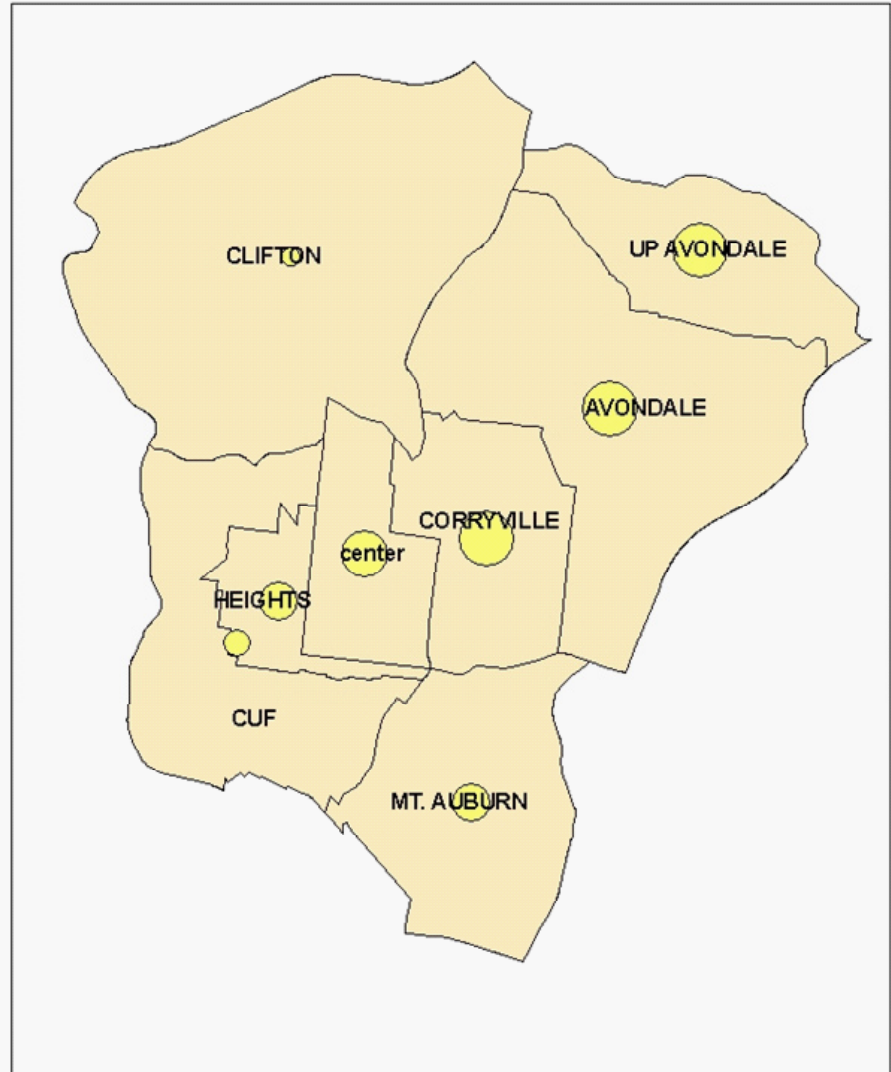 CLIFTON
UP AVONDALE
AVONDALE
CORRYVILLE
center
HEIGHTS
CUF
MT. AUBURN